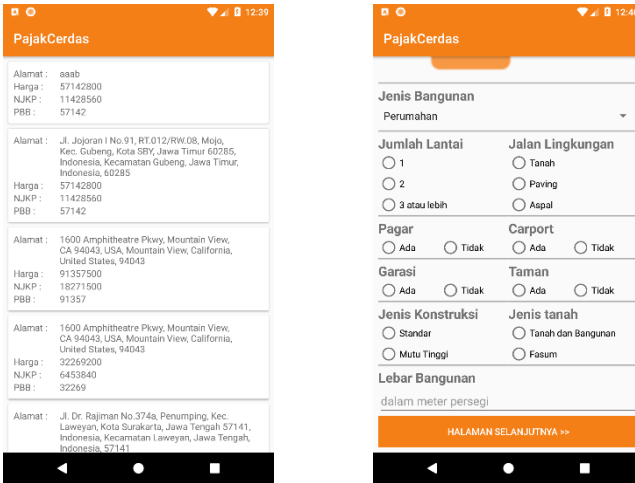 12:39
PajakCerdas
Alamat : aaab
Harga : 57142800
NJKP : 11428560
PBB : 57142
Alamat : Jl. Jojoran I No.91, RT.012/RW.08, Mojo,
Kec. Gubeng, Kota SBY, Jawa Timur 60285,
Indonesia, Kecamatan Gubeng, Jawa Timur,
Indonesia, 60285
Harga : 57142800
NJKP : 11428560
PBB : 57142
Alamat : 1600 Amphitheatre Pkwy, Mountain View,
CA 94043, USA, Mountain View, California,
United States, 94043
Harga : 91357500
NJKP : 18271500
PBB : 91357
Alamat : 1600 Amphitheatre Pkwy, Mountain View,
CA 94043, USA, Mountain View, California,
United States, 94043
Harga : 32269200
NJKP : 6453840
PBB : 32269
Alamat : Jl. Dr. Rajiman No.374a, Penumping, Kec.
Laweyan, Kota Surakarta, Jawa Tengah 57141,
Indonesia, Kecamatan Laweyan, Jawa Tengah,
Indonesia, 57141
PajakCerdas
Jenis Bangunan
Perumahan
Jumlah Lantai Jalan Lingkungan
1 Tanah
2 Paving
3 atau lebih Aspal
Pagar Carport
Ada Tidak Ada Tidak
Garasi Taman
Ada Tidak Ada Tidak
Jenis Konstruksi Jenis tanah
Standar Tanah dan Bangunan
Mutu Tinggi Fasum
Lebar Bangunan
dalam meter persegi
HALAMAN SELANJUTNYA >>